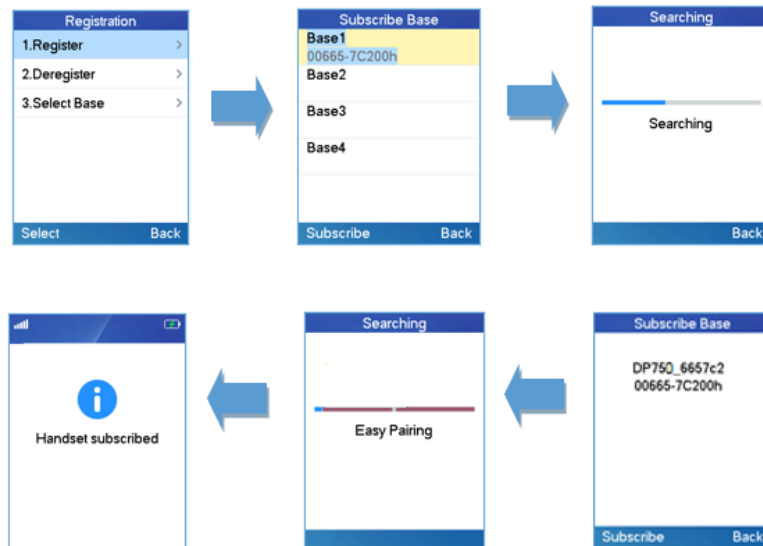 Registration
1.Register
2.Deregister
3.Select Base
Select Back
Subscribe Base
Base1
00665-7C200h
Base2
Base3
Base4
Subscribe Back
Searching
Searching
Back
Subscribe Base
DP750_6657c2
00665-7C200h
Subscribe Back
Searching
Easy Pairing
Handset subscribed